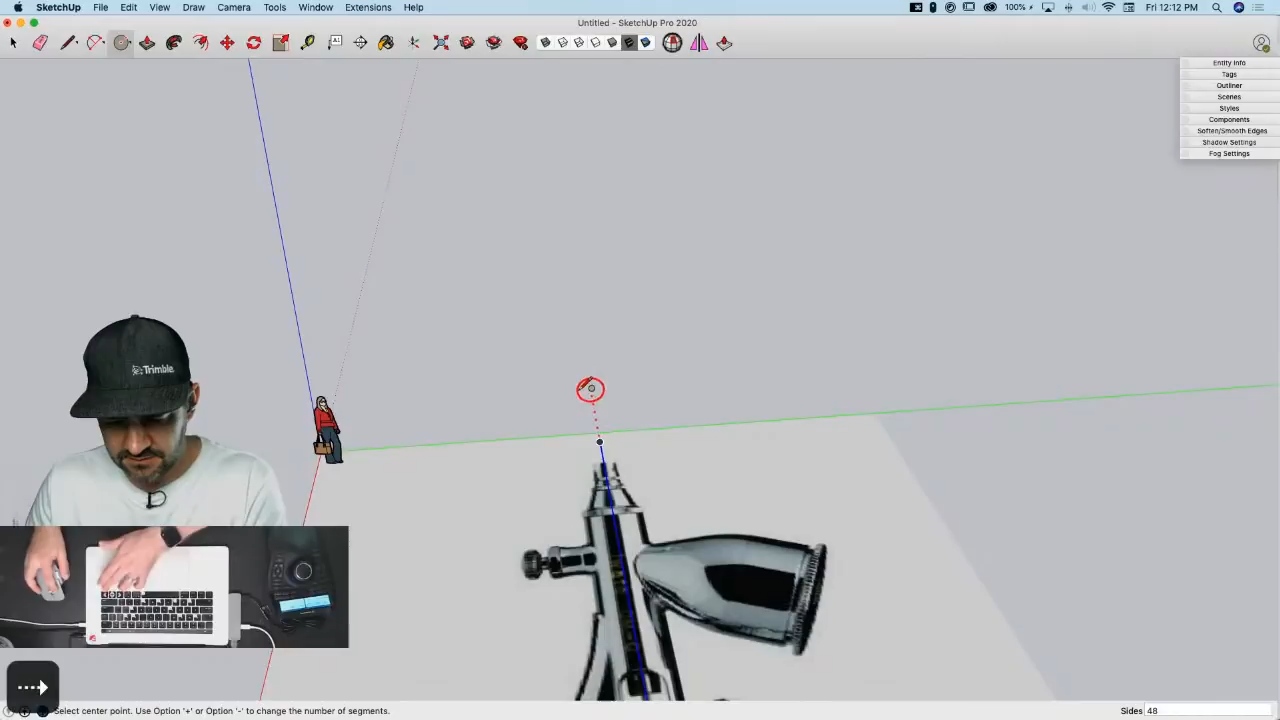 SketchUp File Edit View Draw Camera Tools Window Extensions Help
100% Fri 12:12 PM
Untitled - SketchUp Pro 2020
A1
Entity Info
Tags
Outliner
Scenes
Styles
Components
Soften/Smooth Edges
Shadow Settings
Fog Settings
Trimble
Select center point. Use Option '+' or Option '-' to change the number of segments.
Sides 48